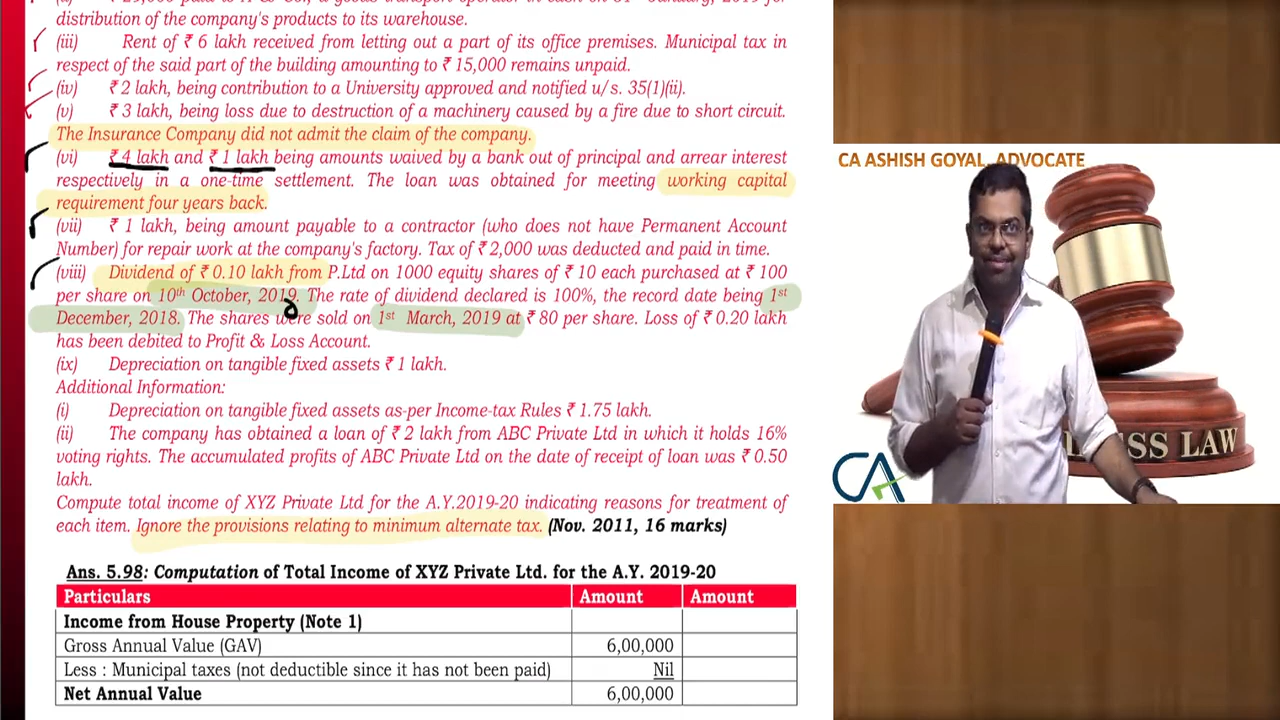 distribution of the company's products to its warehouse.
(iii) Rent of ₹ 6 lakh received from letting out a part of its office premises. Municipal tax in
respect of the said part of the building amounting to ₹ 15,000 remains unpaid.
(iv) ₹ 2 lakh, being contribution to a University approved and notified u/s. 35(1)(ii).
(v) ₹ 3 lakh, being loss due to destruction of a machinery caused by a fire due to short circuit.
The Insurance Company did not admit the claim of the company.
(vi) ₹ 4 lakh and ₹ 1 lakh being amounts waived by a bank out of principal and arrear interest
respectively in a one-time settlement. The loan was obtained for meeting working capital
requirement four years back.
(vii) ₹ 1 lakh, being amount payable to a contractor (who does not have Permanent Account
Number) for repair work at the company's factory. Tax of ₹ 2,000 was deducted and paid in time.
(viii) Dividend of ₹ 0.10 lakh from P.Ltd on 1000 equity shares of ₹ 10 each purchased at ₹ 100
per share on 10th October, 2019. The rate of dividend declared is 100%, the record date being 1st
December, 2018. The shares were sold on 1st March, 2019 at ₹ 80 per share. Loss of ₹ 0.20 lakh
has been debited to Profit & Loss Account.
(ix) Depreciation on tangible fixed assets ₹ 1 lakh.
Additional Information:
(i) Depreciation on tangible fixed assets as-per Income-tax Rules ₹ 1.75 lakh.
(ii) The company has obtained a loan of ₹ 2 lakh from ABC Private Ltd in which it holds 16%
voting rights. The accumulated profits of ABC Private Ltd on the date of receipt of loan was ₹ 0.50
lakh.
Compute total income of XYZ Private Ltd for the A.Y.2019-20 indicating reasons for treatment of
each item. Ignore the provisions relating to minimum alternate tax. (Nov. 2011, 16 marks)
Ans. 5.98: Computation of Total Income of XYZ Private Ltd. for the A.Y. 2019-20
Particulars Amount Amount
Income from House Property (Note 1)
Gross Annual Value (GAV) 6,00,000
Less : Municipal taxes (not deductible since it has not been paid) Nil
Net Annual Value 6,00,000
CA ASHISH GOYAL, ADVOCATE
SS LAW
CA